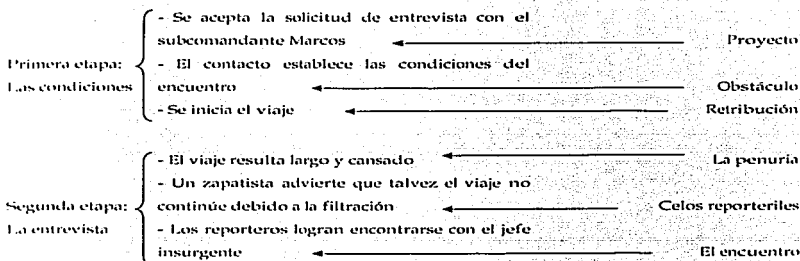 - Se acepta la solicitud de entrevista con el
subcomandante Marcos Proyecto
Primera etapa: - El contacto establece las condiciones del
Las condiciones encuentro Obstáculo
- Se inicia el viaje Retribución
- El viaje resulta largo y cansado La penuria
- Un zapatista advierte que talvez el viaje no
Segunda etapa: continúe debido a la filtración Celos reporteriles
La entrevista - Los reporteros logran encontrarse con el jefe
insurgente El encuentro